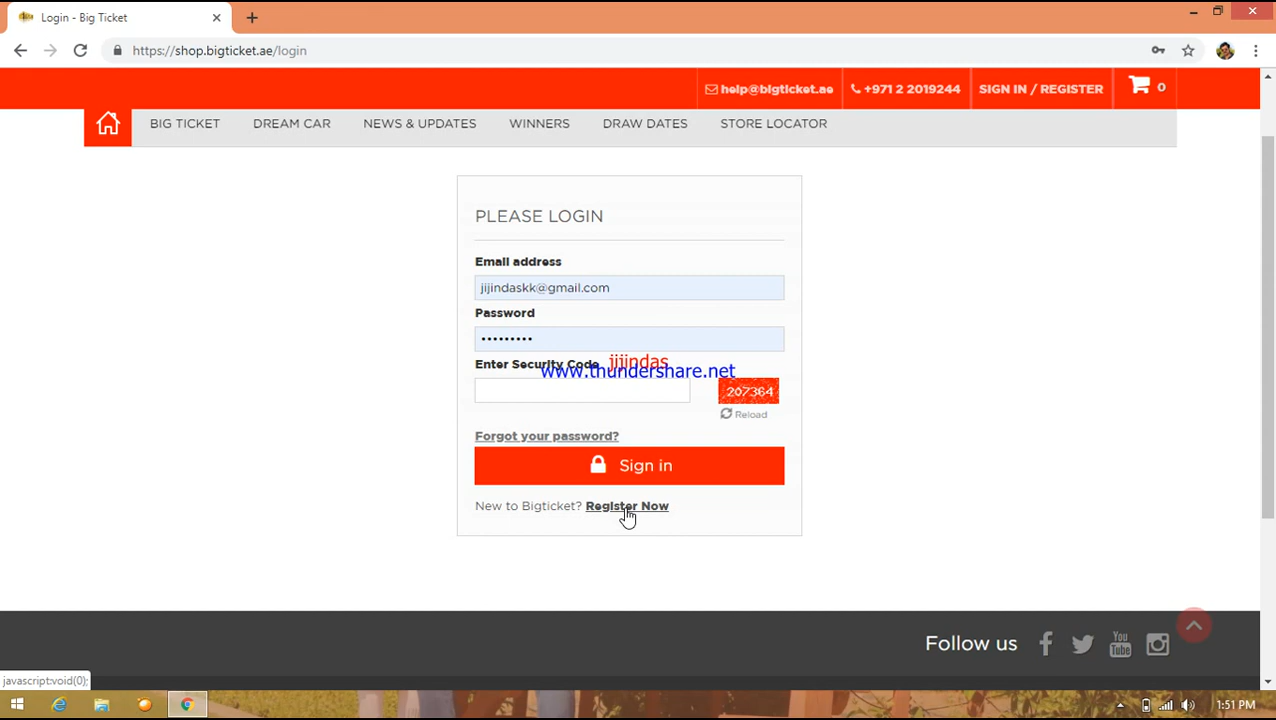 Login - Big Ticket
https://shop.bigticket.ae/login
help@bigticket.ae
+971 2 2019244
SIGN IN / REGISTER
0
BIG TICKET
DREAM CAR
NEWS & UPDATES
WINNERS
DRAW DATES
STORE LOCATOR
PLEASE LOGIN
Email address
jijindaskk@gmail.com
Password
•••••••••
Enter Security Code
jijindas
www.thundershare.net
207364
Reload
Forgot your password?
Sign in
New to Bigticket? Register Now
Follow us
You
Tube
javascript:void(0);
1:51 PM